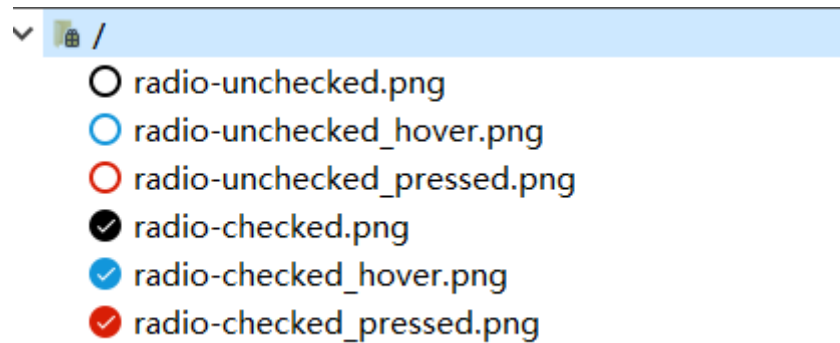 /
radio-unchecked.png
radio-unchecked_hover.png
radio-unchecked_pressed.png
radio-checked.png
radio-checked_hover.png
radio-checked_pressed.png